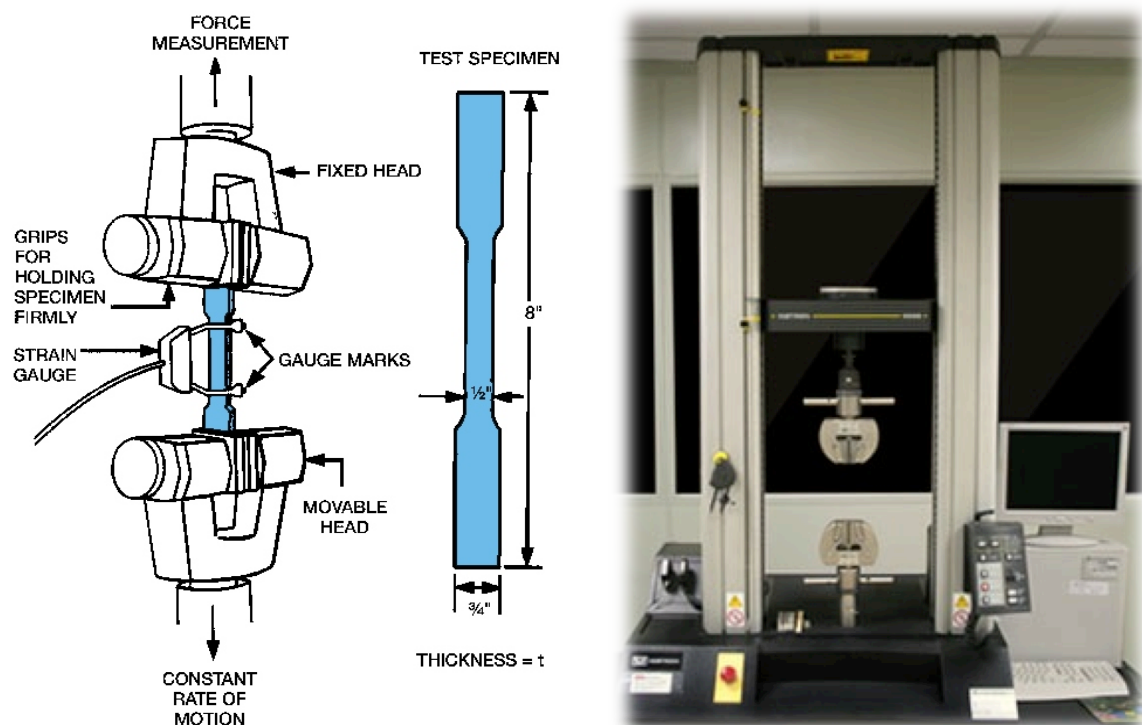 FORCE
MEASUREMENT
TEST SPECIMEN
FIXED HEAD
GRIPS
FOR
HOLDING
SPECIMEN
FIRMLY
8"
STRAIN
GAUGE
GAUGE MARKS
½"
MOVABLE
HEAD
¾"
THICKNESS = t
CONSTANT
RATE OF
MOTION